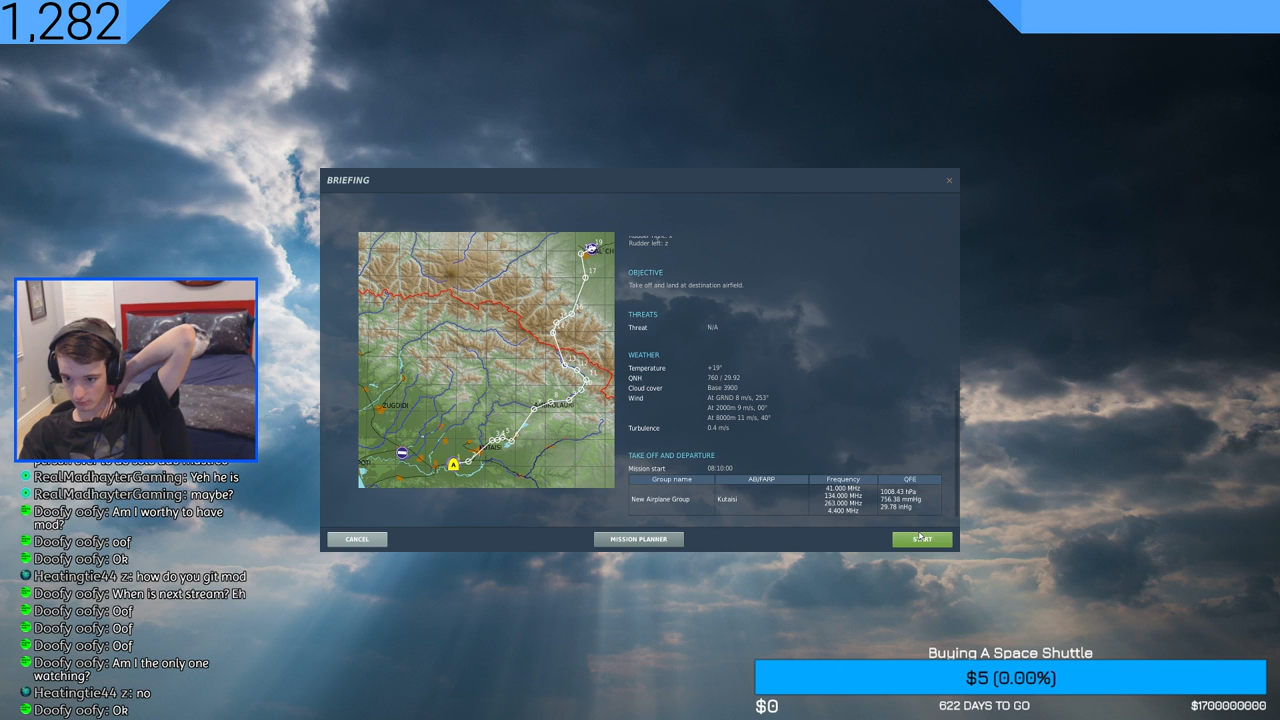 1,282
BRIEFING
Rudder left: z
OBJECTIVE
Take off and land at destination airfield.
THREATS
Threat N/A
WEATHER
Temperature +19°
QNH 760 / 29.92
Cloud cover Base 3900
Wind At GRND 8 m/s, 253°
At 2000m 9 m/s, 00°
At 8000m 11 m/s, 40°
Turbulence 0.4 m/s
TAKE OFF AND DEPARTURE
Mission start 08:10:00
Group name AB/FARP Frequency QFE
New Airplane Group Kutaisi
41.000 MHz
134.000 MHz
263.000 MHz
4.400 MHz
1008.43 hPa
756.38 mmHg
29.78 inHg
ZUGDIDI
17
CANCEL MISSION PLANNER START
RealMadhayterGaming: Yeh he is
RealMadhayterGaming: maybe?
Doofy oofy: Am I worthy to have
mod?
Doofy oofy: oof
Doofy oofy: Ok
Heatingtie44 z: how do you git mod
Doofy oofy: When is next stream? Eh
Doofy oofy: Oof
Doofy oofy: Oof
Doofy oofy: Oof
Doofy oofy: Am I the only one
watching?
Heatingtie44 z: no
Doofy oofy: Ok
Buying A Space Shuttle
$5 (0.00%)
$0 622 DAYS TO GO $1700000000